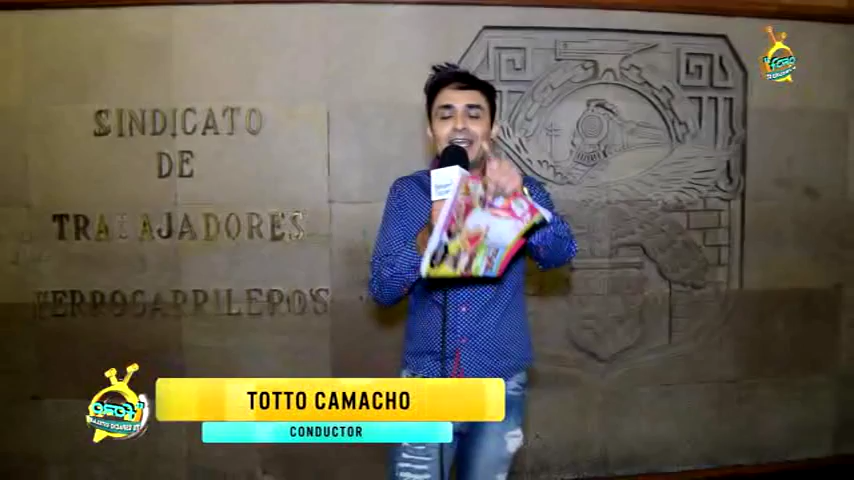 SINDICATO
DE
TRABAJADORES
FERROCARRILEROS
TOTTO CAMACHO
CONDUCTOR